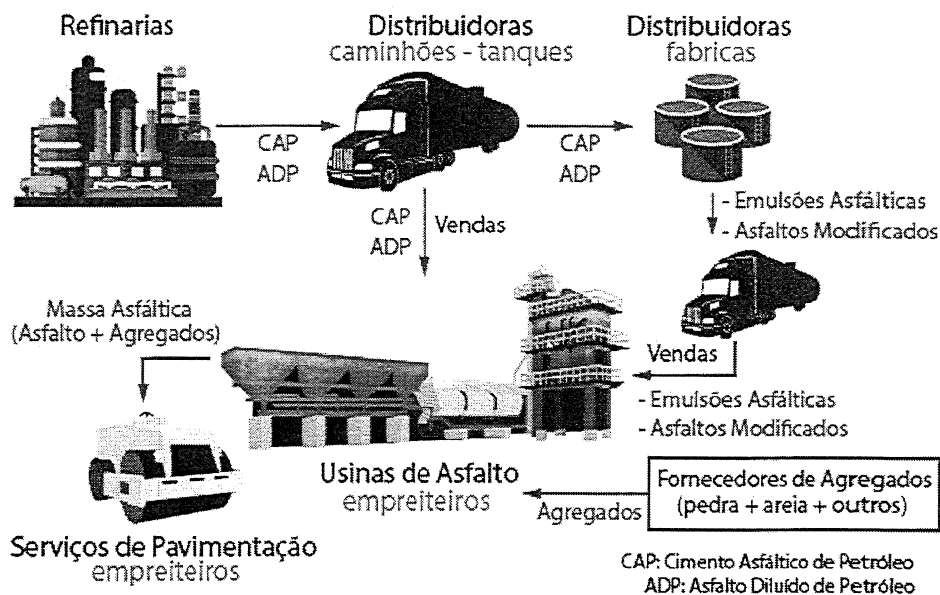 Refinarias
Distribuidoras
caminhões - tanques
Distribuidoras
fabricas
CAP
ADP
CAP
ADP
CAP
ADP
Vendas
- Emulsões Asfálticas
- Asfaltos Modificados
Massa Asfáltica
(Asfalto + Agregados)
Vendas
- Emulsões Asfálticas
- Asfaltos Modificados
Usinas de Asfalto
empreiteiros
Agregados
Fornecedores de Agregados
(pedra + areia + outros)
Serviços de Pavimentação
empreiteiros
CAP: Cimento Asfáltico de Petróleo
ADP: Asfalto Diluído de Petróleo